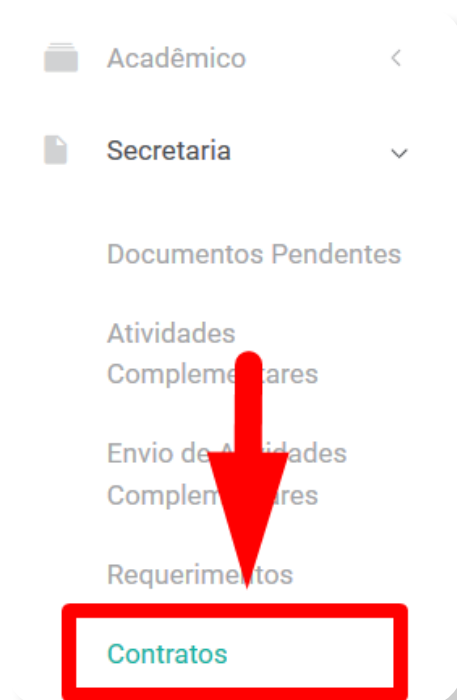 Acadêmico
Secretaria
Documentos Pendentes
Atividades
Complementares
Envio de Atividades
Complementares
Requerimentos
Contratos